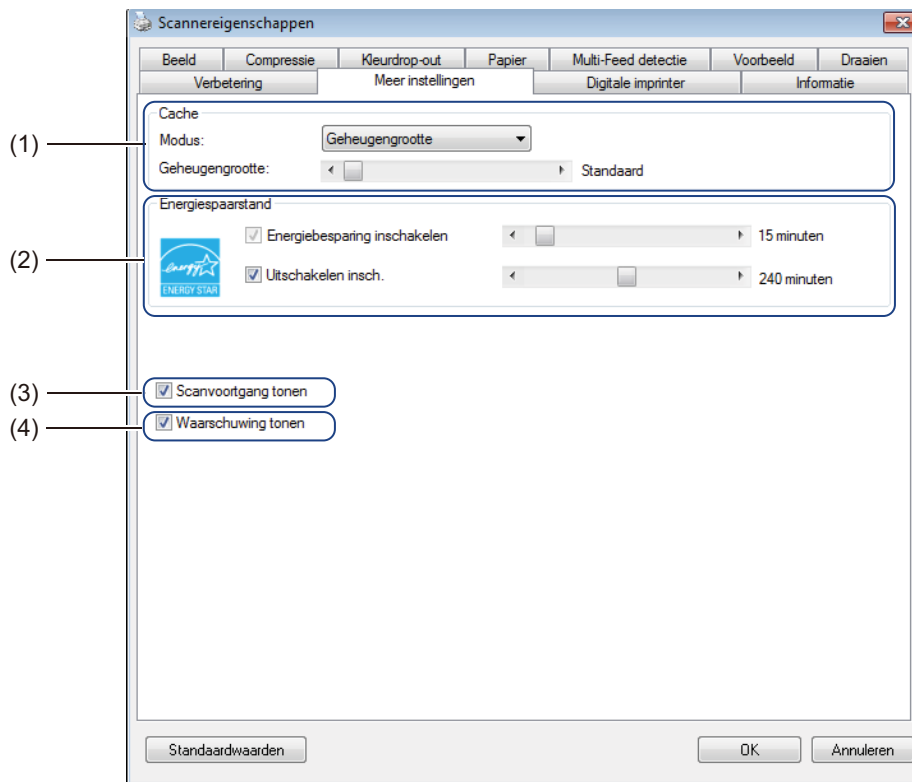 Scannereigenschappen
Beeld Compressie Kleurdrop-out Papier Multi-Feed detectie Voorbeeld Draaien
Verbetering Meer instellingen Digitale imprinter Informatie
Cache
(1) Modus: Geheugengrootte
Geheugengrootte: Standaard
Energiespaarstand
Energiebesparing inschakelen 15 minuten
(2) energy Uitschakelen insch. 240 minuten
ENERGY STAR
(3) Scanvoortgang tonen
(4) Waarschuwing tonen
Standaardwaarden OK Annuleren